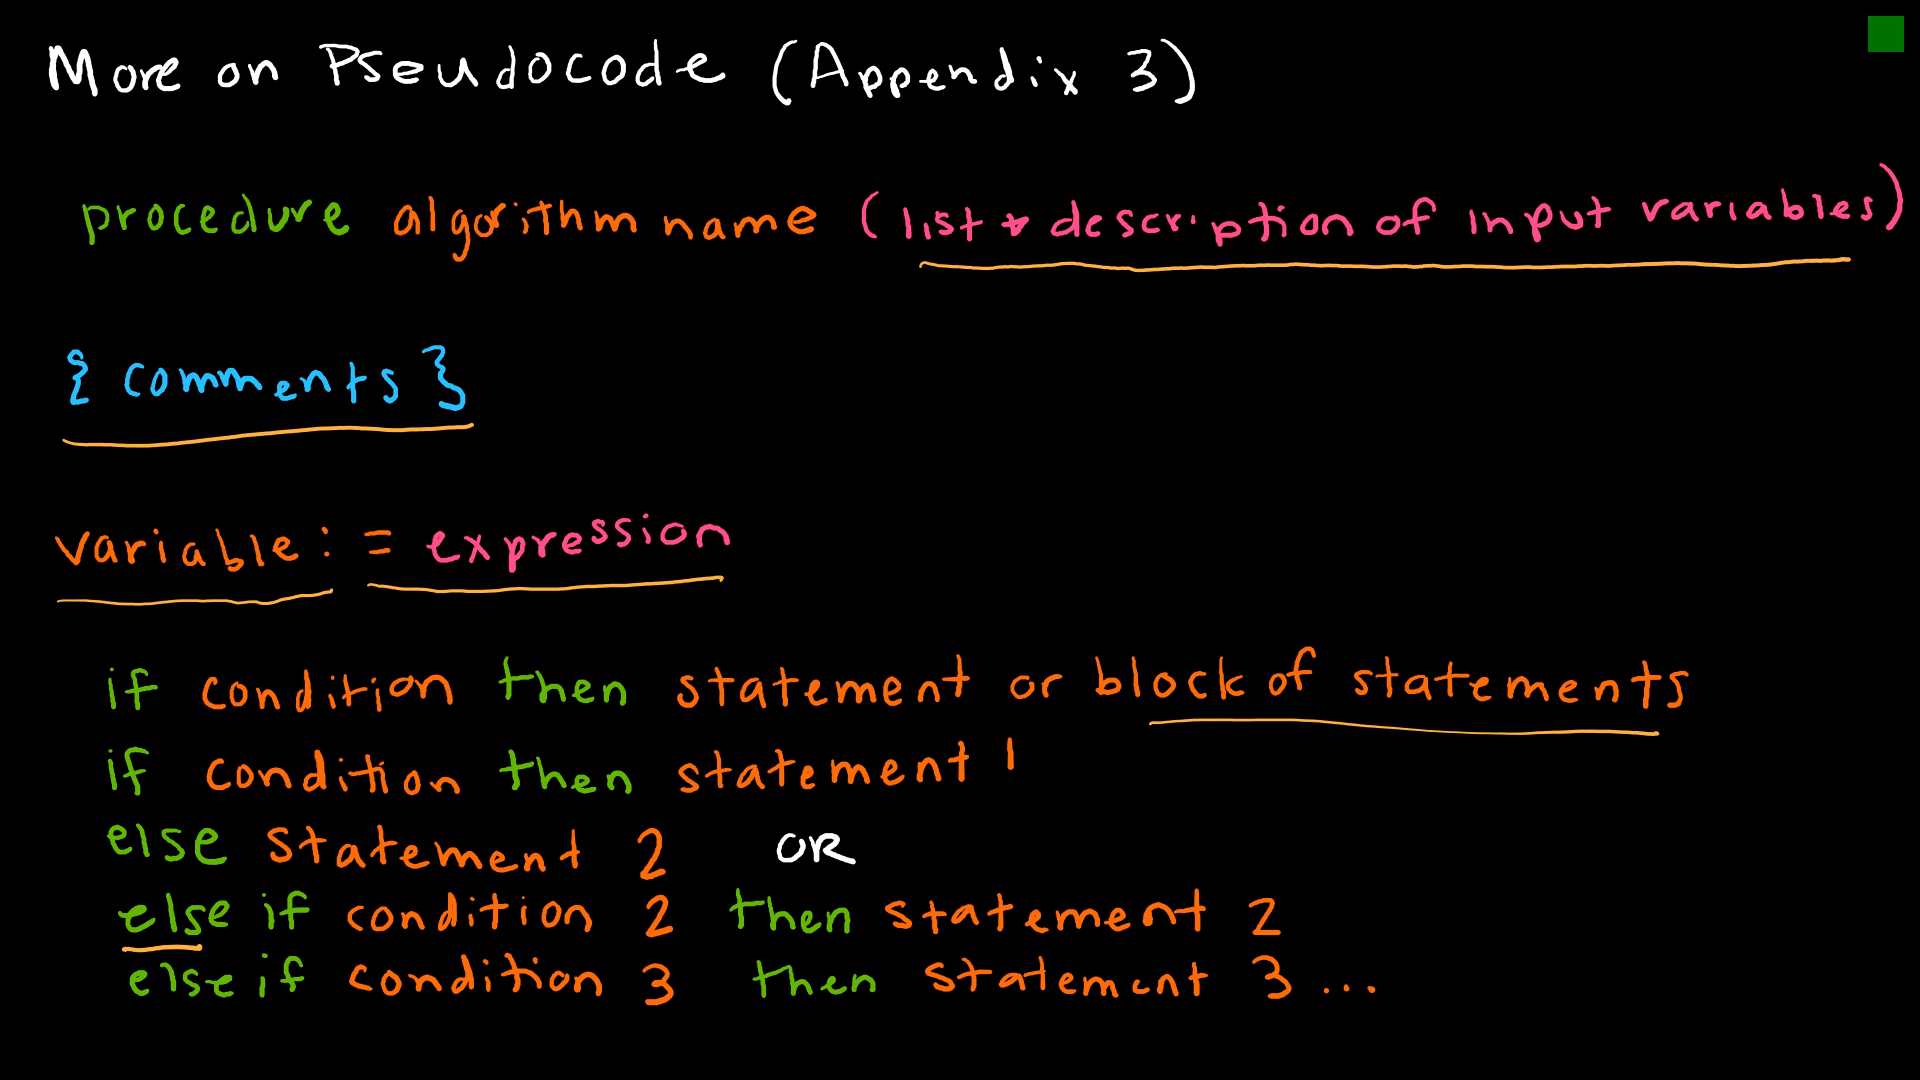 More on Pseudocode (Appendix 3)
procedure algorithm name (list & description of input variables)
{ comments }
variable := expression
if condition then statement or block of statements
if condition then statement 1
else statement 2 OR
else if condition 2 then statement 2
else if condition 3 then statement 3 ...